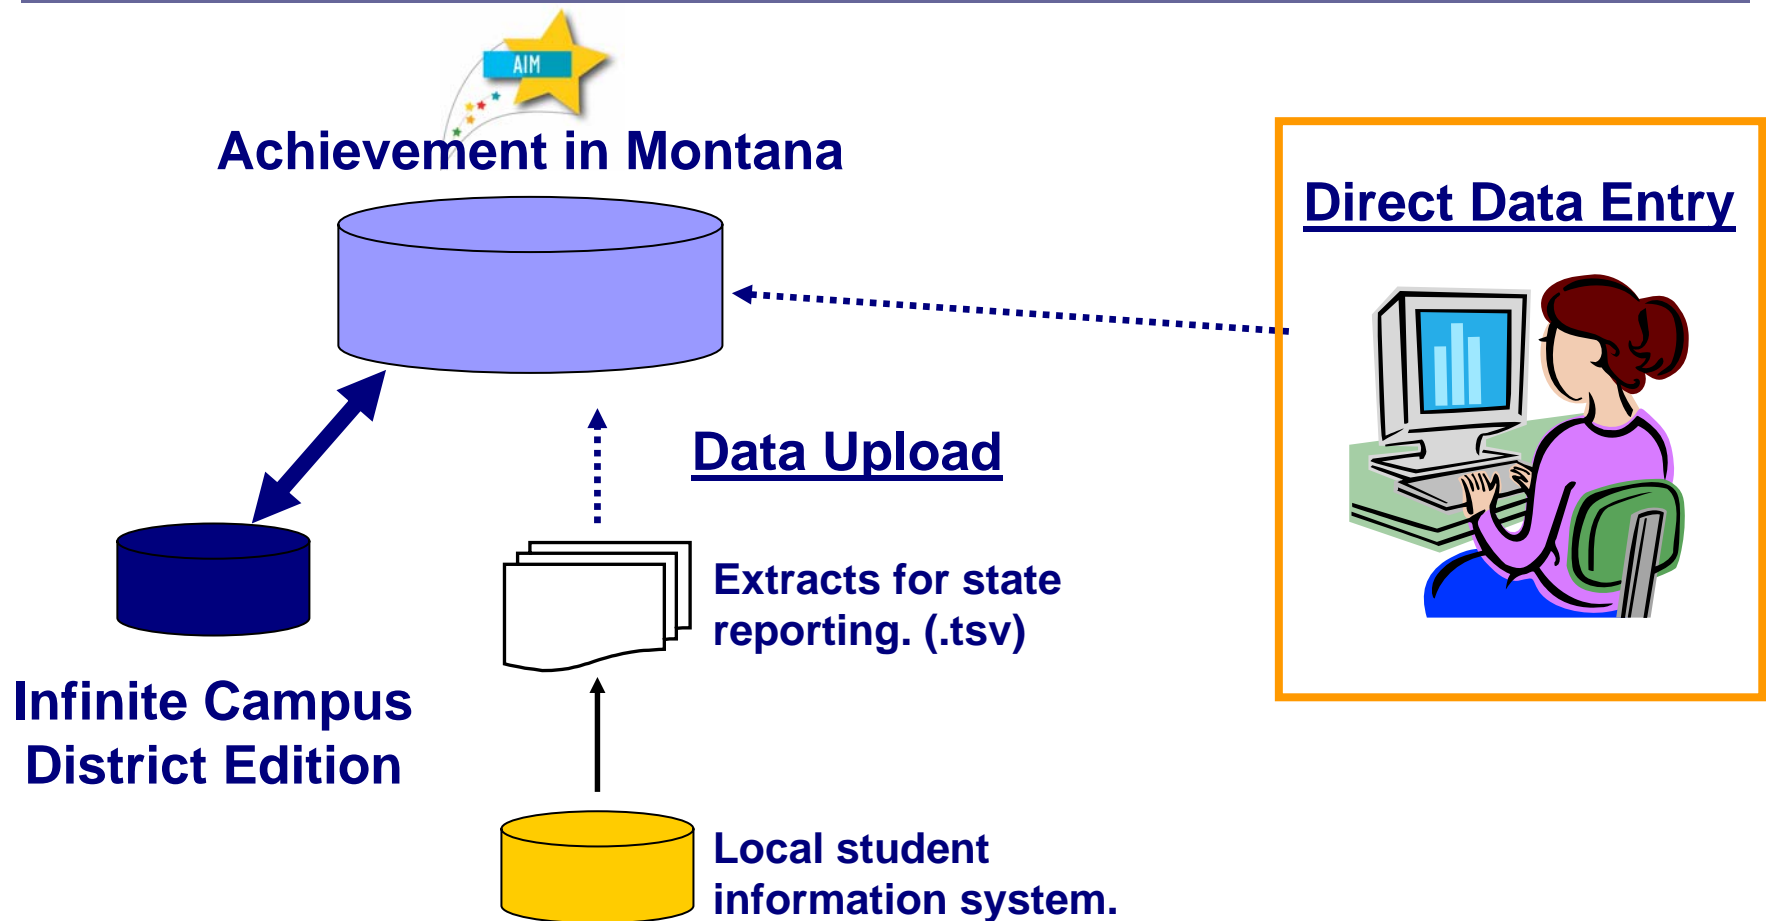 AIM
Achievement in Montana
Direct Data Entry
Data Upload
Extracts for state
reporting. (.tsv)
Infinite Campus
District Edition
Local student
information system.